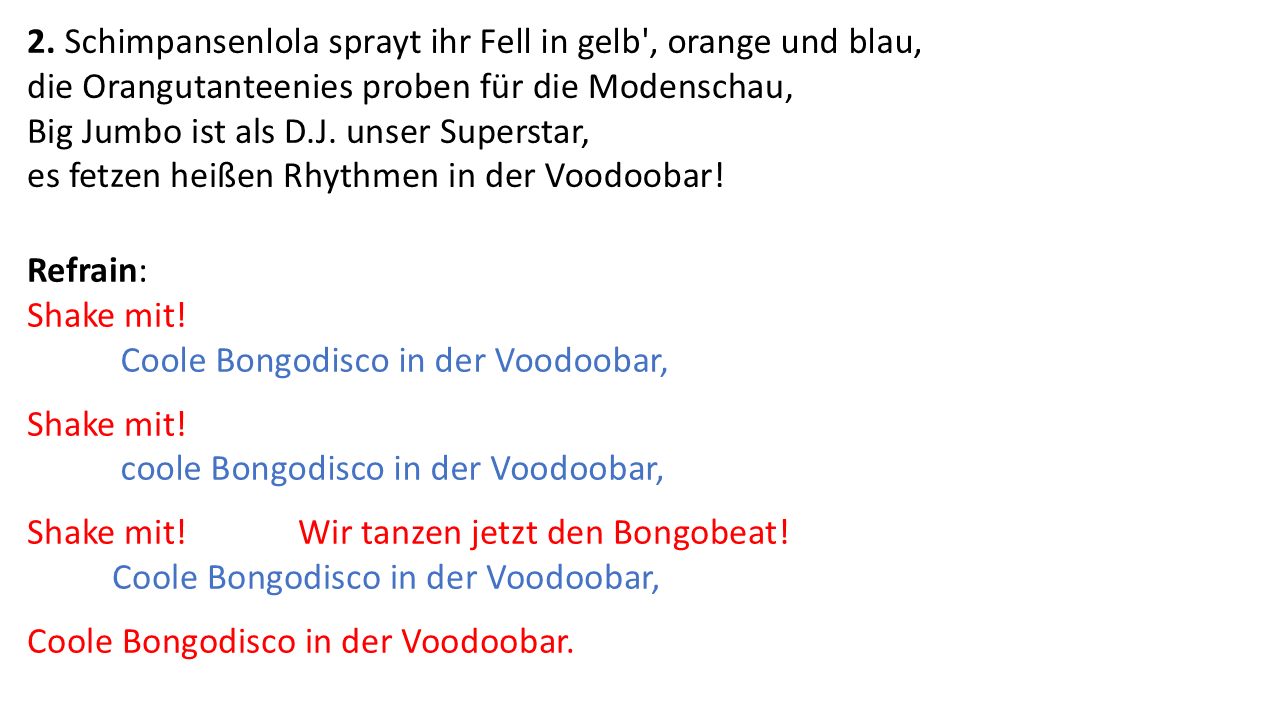 2. Schimpansenlola sprayt ihr Fell in gelb', orange und blau,
die Orangutanteenies proben für die Modenschau,
Big Jumbo ist als D.J. unser Superstar,
es fetzen heißen Rhythmen in der Voodoobar!
Refrain:
Shake mit!
Coole Bongodisco in der Voodoobar,
Shake mit!
coole Bongodisco in der Voodoobar,
Shake mit! Wir tanzen jetzt den Bongobeat!
Coole Bongodisco in der Voodoobar,
Coole Bongodisco in der Voodoobar.